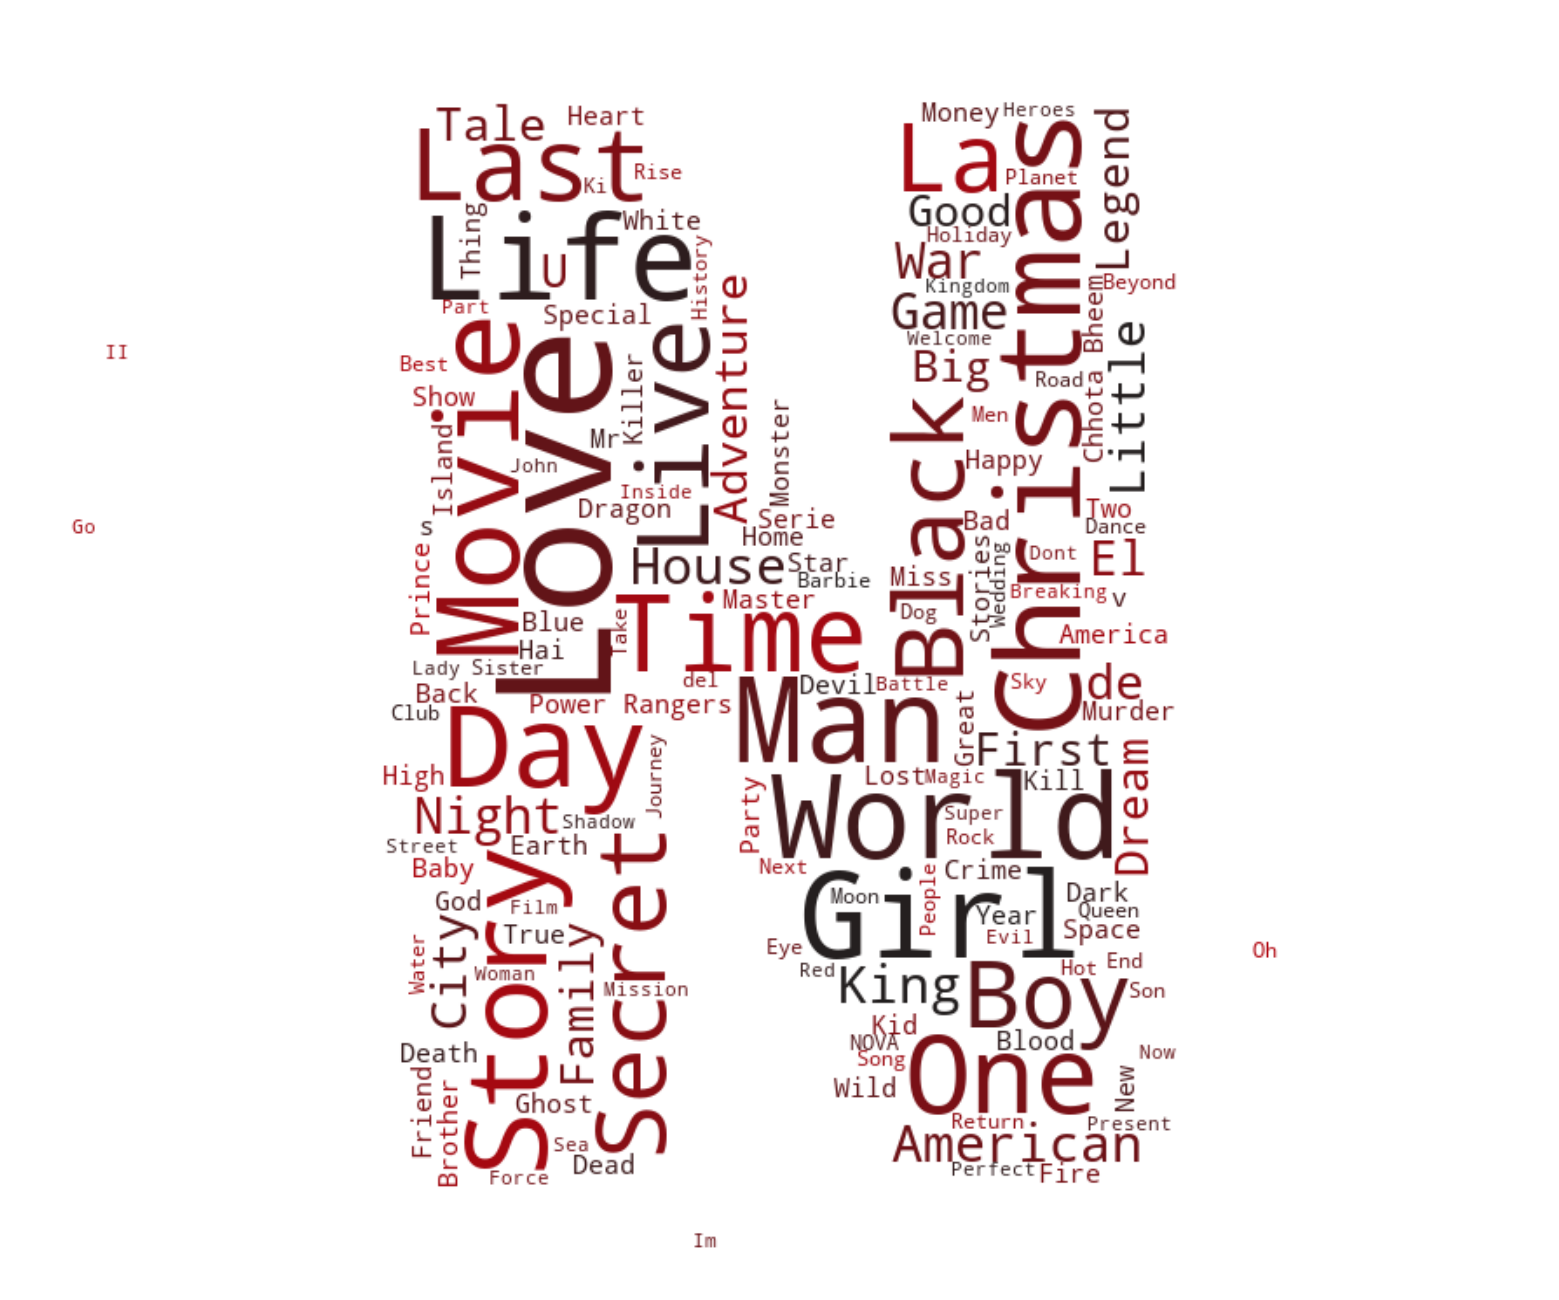 Tale
Heart
Last
Ki
Rise
Thing
Life
White
U
History
Part
Special
Movie
Love
Live
Adventure
Best
Show
Killer
Island
Mr
John
Monster
Inside
Dragon
Serie
s
Home
House
Star
Barbie
Prince
Time
Master
Blue
Take
Hai
Lady
Sister
del
Back
Power Rangers
Club
Day
Man
Devil
Battle
High
Journey
Night
Shadow
Street
Earth
Baby
Story
Secret
God
Film
City
True
Family
Water
Woman
Mission
Death
Friend
Brother
Ghost
Sea
Dead
Force
Money
Heroes
La
Christmas
Legend
Planet
Good
Holiday
War
Kingdom
Beyond
Game
Chhota Bheem
Welcome
Little
Big
Road
Black
Men
Happy
Two
Bad
Dance
Stories
Wedding
Dont
El
Miss
Breaking
v
Dog
America
Sky
de
Murder
Great
First
Dream
Lost
Magic
Kill
Party
World
Super
Rock
Next
Crime
Girl
Moon
People
Dark
Year
Queen
Evil
Space
Eye
Red
King
Boy
Hot
End
Son
Kid
NOVA
Blood
Song
One
Now
Wild
New
Return
Present
American
Perfect
Fire
II
Go
Oh
Im